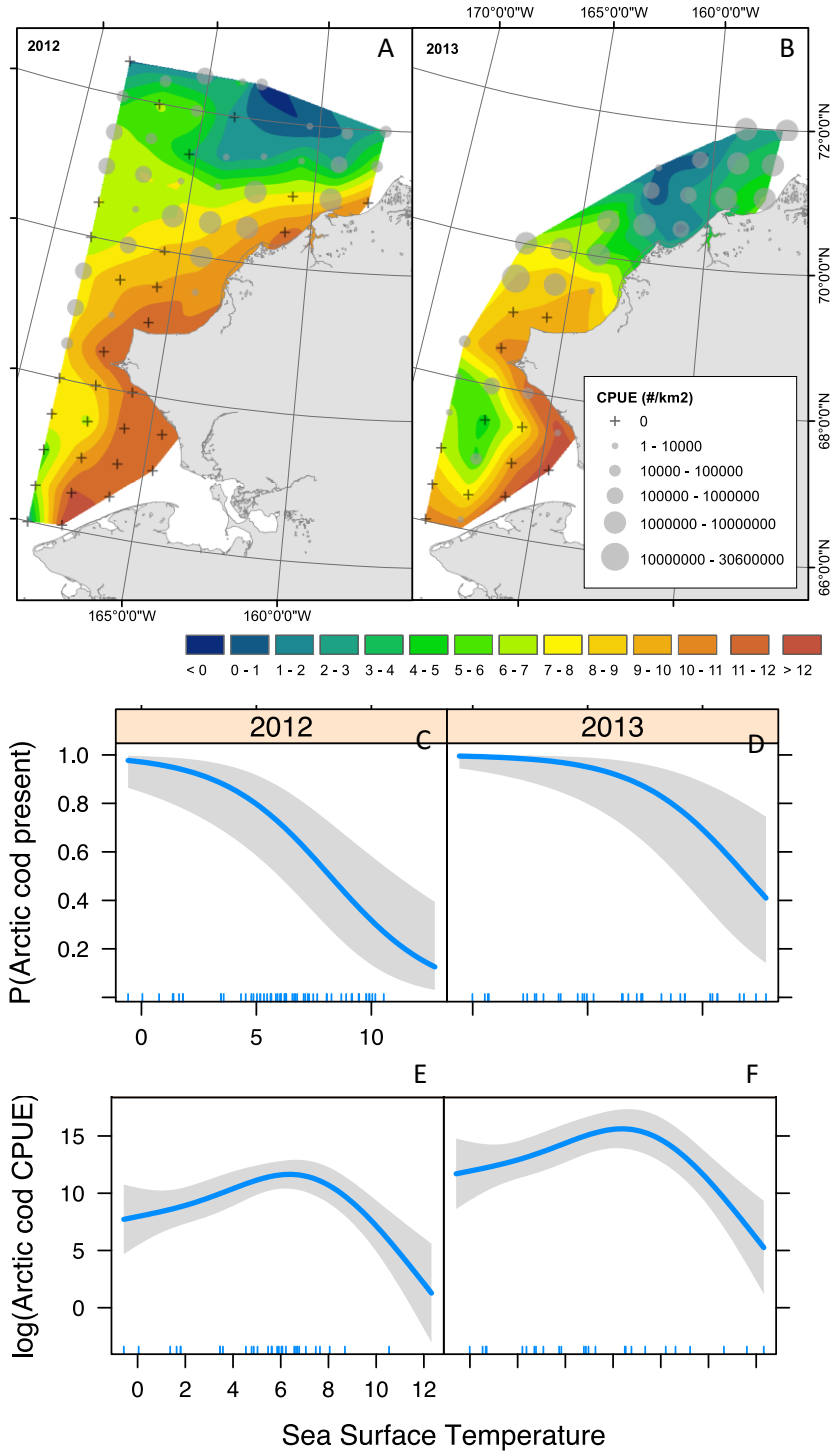 170°0'0"W 165°0'0"W 160°0'0"W
2012 A
2013 B
72°0'0"N
70°0'0"N
68°0'0"N
66°0'0"N
CPUE (#/km2)
0
1 - 10000
10000 - 100000
100000 - 1000000
1000000 - 10000000
10000000 - 30600000
165°0'0"W 160°0'0"W
< 0 0 - 1 1 - 2 2 - 3 3 - 4 4 - 5 5 - 6 6 - 7 7 - 8 8 - 9 9 - 10 10 - 11 11 - 12 > 12
2012 C
2013 D
P(Arctic cod present)
1.0
0.8
0.6
0.4
0.2
0 5 10
E F
log(Arctic cod CPUE)
15
10
5
0
0 2 4 6 8 10 12
Sea Surface Temperature